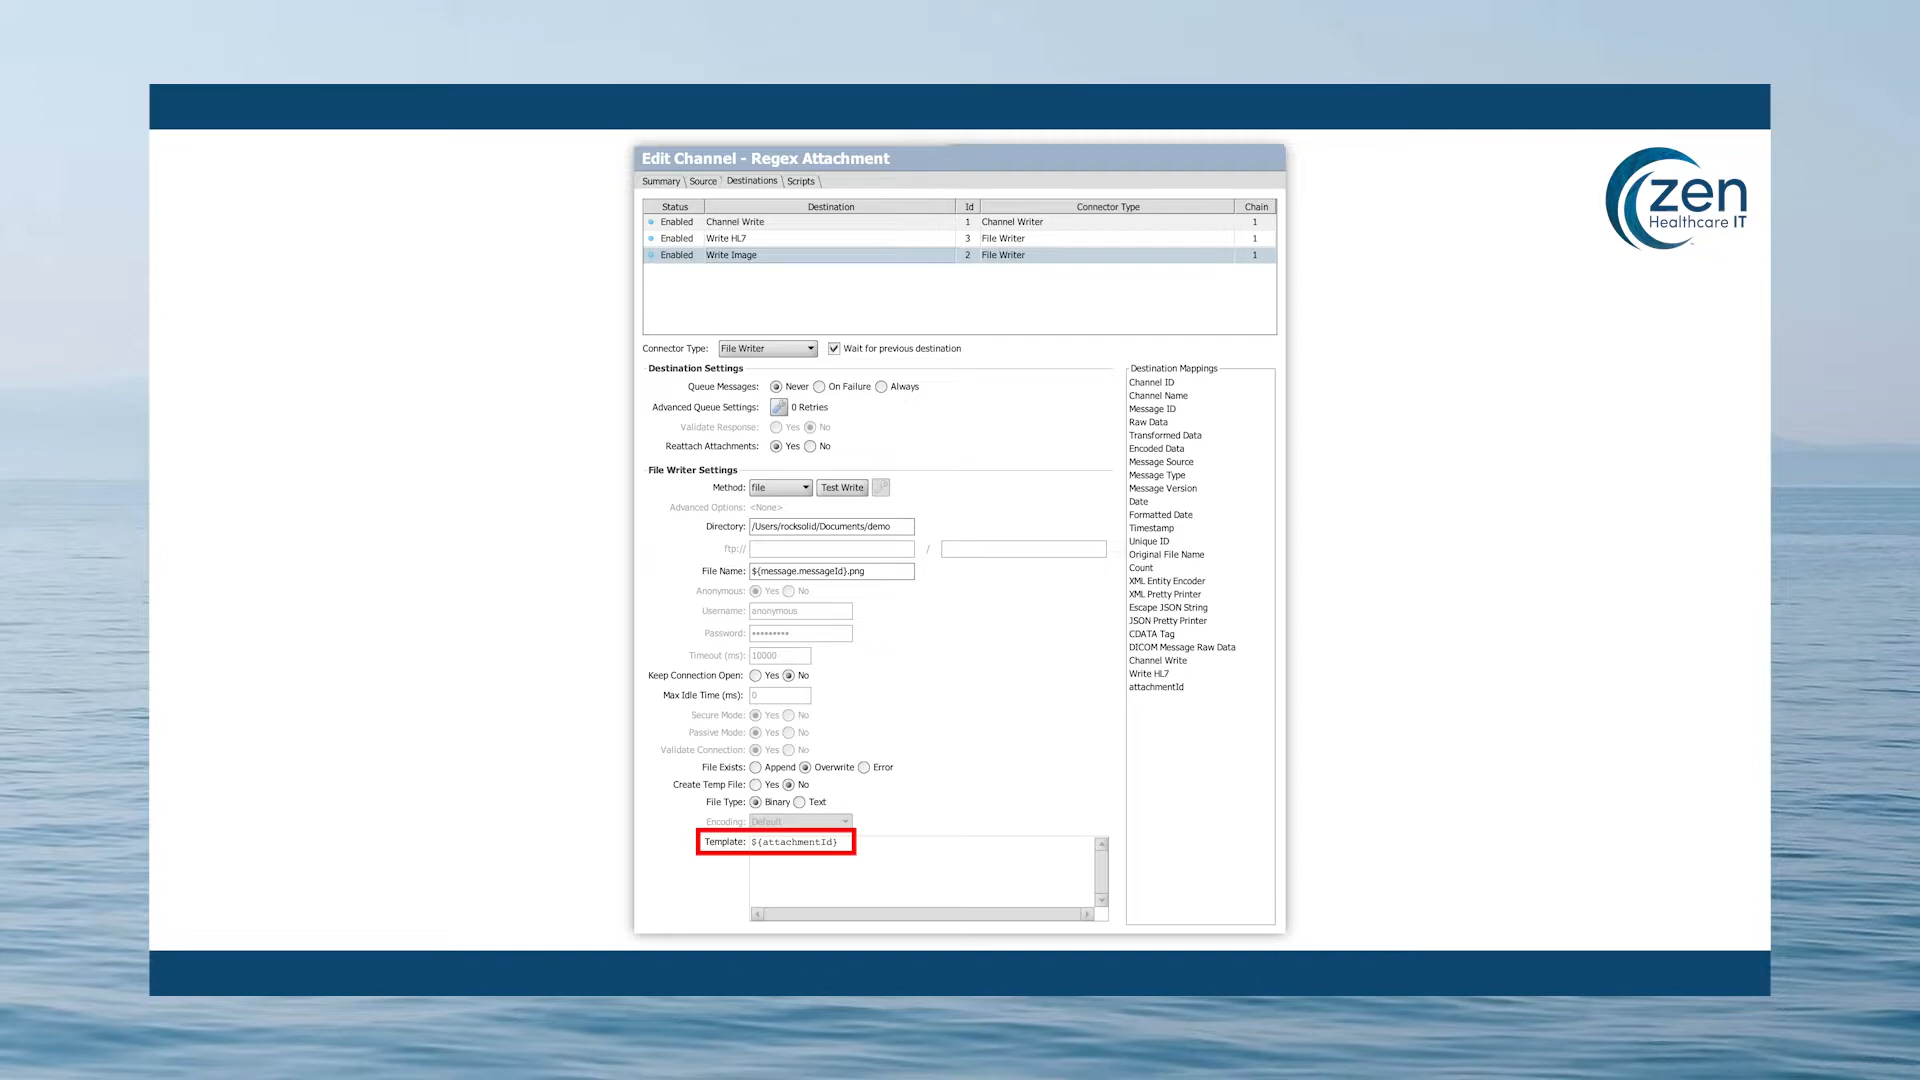 zen
Healthcare IT
Edit Channel - Regex Attachment
Summary Source Destinations Scripts
Status Destination Id Connector Type Chain
Enabled Channel Write 1 Channel Writer 1
Enabled Write HL7 3 File Writer 1
Enabled Write Image 2 File Writer 1
Connector Type: File Writer Wait for previous destination
Destination Settings
Queue Messages: Never On Failure Always
Advanced Queue Settings: 0 Retries
Validate Response: Yes No
Reattach Attachments: Yes No
File Writer Settings
Method: file Test Write
Advanced Options: <None>
Directory: /Users/rocksolid/Documents/demo
ftp:// /
File Name: ${message.messageId}.png
Anonymous: Yes No
Username: anonymous
Password: •••••••••
Timeout (ms): 10000
Keep Connection Open: Yes No
Max Idle Time (ms): 0
Secure Mode: Yes No
Passive Mode: Yes No
Validate Connection: Yes No
File Exists: Append Overwrite Error
Create Temp File: Yes No
File Type: Binary Text
Encoding: Default
Template: ${attachmentId}
Destination Mappings
Channel ID
Channel Name
Message ID
Raw Data
Transformed Data
Encoded Data
Message Source
Message Type
Message Version
Date
Formatted Date
Timestamp
Unique ID
Original File Name
Count
XML Entity Encoder
XML Pretty Printer
Escape JSON String
JSON Pretty Printer
CDATA Tag
DICOM Message Raw Data
Channel Write
Write HL7
attachmentId